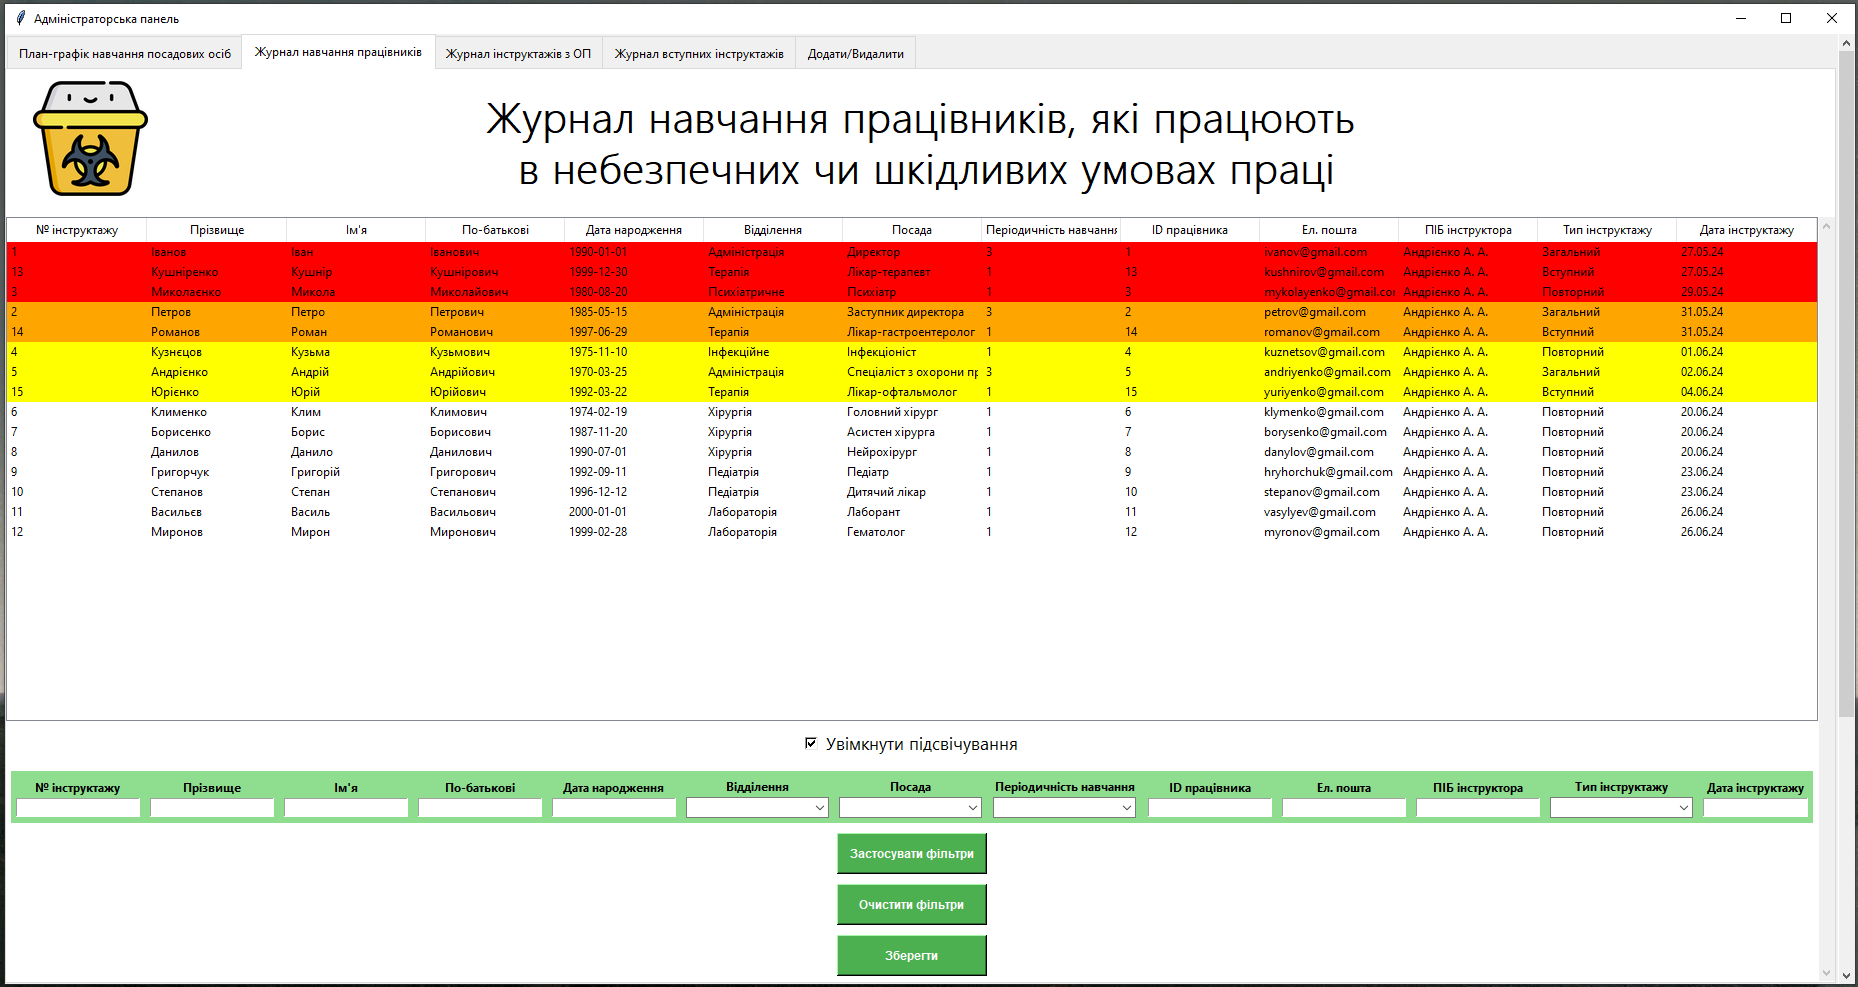 Адміністраторська панель
План-графік навчання посадових осіб Журнал навчання працівників Журнал інструктажів з ОП Журнал вступних інструктажів Додати/Видалити
Журнал навчання працівників, які працюють
в небезпечних чи шкідливих умовах праці
№ інструктажу Прізвище Ім'я По-батькові Дата народження Відділення Посада Періодичність навчання ID працівника Ел. пошта ПІБ інструктора Тип інструктажу Дата інструктажу
1 Іванов Іван Іванович 1990-01-01 Адміністрація Директор 3 1 ivanov@gmail.com Андрієнко А. А. Загальний 27.05.24
13 Кушніренко Кушнір Кушнірович 1999-12-30 Терапія Лікар-терапевт 1 13 kushnirov@gmail.com Андрієнко А. А. Вступний 27.05.24
3 Миколаєнко Микола Миколайович 1980-08-20 Психіатричне Психіатр 1 3 mykolayenko@gmail.co Андрієнко А. А. Повторний 29.05.24
2 Петров Петро Петрович 1985-05-15 Адміністрація Заступник директора 3 2 petrov@gmail.com Андрієнко А. А. Загальний 31.05.24
14 Романов Роман Романович 1997-06-29 Терапія Лікар-гастроентеролог 1 14 romanov@gmail.com Андрієнко А. А. Вступний 31.05.24
4 Кузнєцов Кузьма Кузьмович 1975-11-10 Інфекційне Інфекціоніст 1 4 kuznetsov@gmail.com Андрієнко А. А. Повторний 01.06.24
5 Андрієнко Андрій Андрійович 1970-03-25 Адміністрація Спеціаліст з охорони пр 3 5 andriyenko@gmail.com Андрієнко А. А. Загальний 02.06.24
15 Юрієнко Юрій Юрійович 1992-03-22 Терапія Лікар-офтальмолог 1 15 yuriyenko@gmail.com Андрієнко А. А. Вступний 04.06.24
6 Клименко Клим Климович 1974-02-19 Хірургія Головний хірург 1 6 klymenko@gmail.com Андрієнко А. А. Повторний 20.06.24
7 Борисенко Борис Борисович 1987-11-20 Хірургія Асистен хірурга 1 7 borysenko@gmail.com Андрієнко А. А. Повторний 20.06.24
8 Данилов Данило Данилович 1990-07-01 Хірургія Нейрохірург 1 8 danylov@gmail.com Андрієнко А. А. Повторний 20.06.24
9 Григорчук Григорій Григорович 1992-09-11 Педіатрія Педіатр 1 9 hryhorchuk@gmail.com Андрієнко А. А. Повторний 23.06.24
10 Степанов Степан Степанович 1996-12-12 Педіатрія Дитячий лікар 1 10 stepanov@gmail.com Андрієнко А. А. Повторний 23.06.24
11 Васильєв Василь Васильович 2000-01-01 Лабораторія Лаборант 1 11 vasylyev@gmail.com Андрієнко А. А. Повторний 26.06.24
12 Миронов Мирон Миронович 1999-02-28 Лабораторія Гематолог 1 12 myronov@gmail.com Андрієнко А. А. Повторний 26.06.24
Увімкнути підсвічування
№ інструктажу Прізвище Ім'я По-батькові Дата народження Відділення Посада Періодичність навчання ID працівника Ел. пошта ПІБ інструктора Тип інструктажу Дата інструктажу
Застосувати фільтри
Очистити фільтри
Зберегти